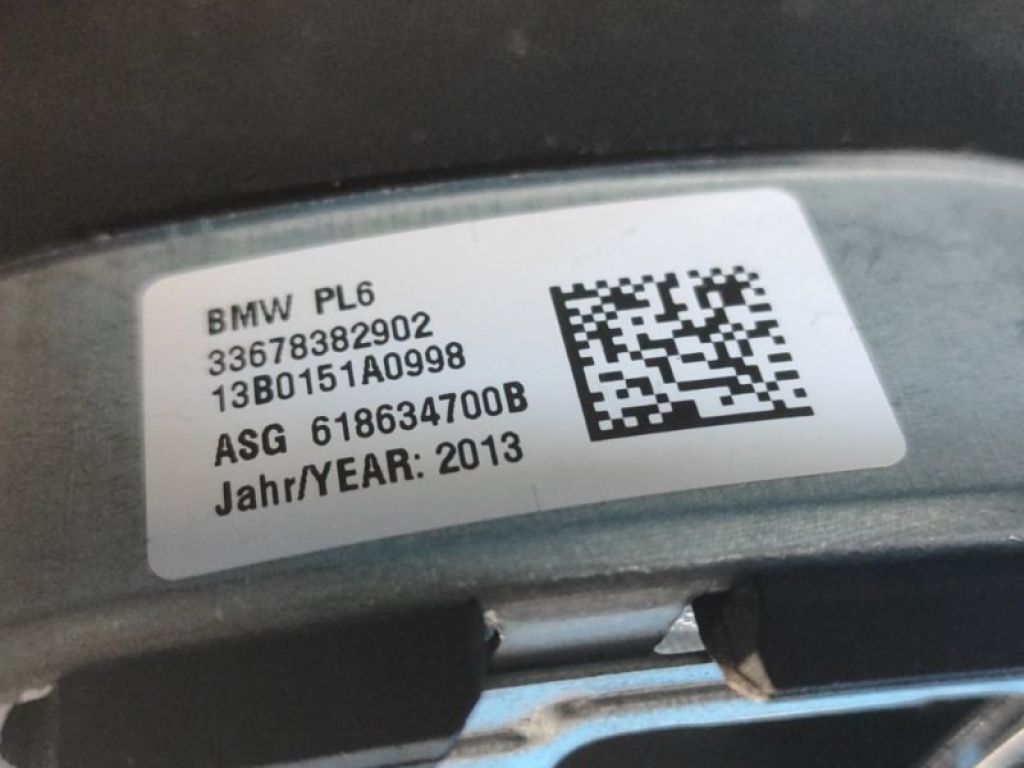 BMW PL6
33678382902
13B0151A0998
ASG 618634700B
Jahr/YEAR: 2013